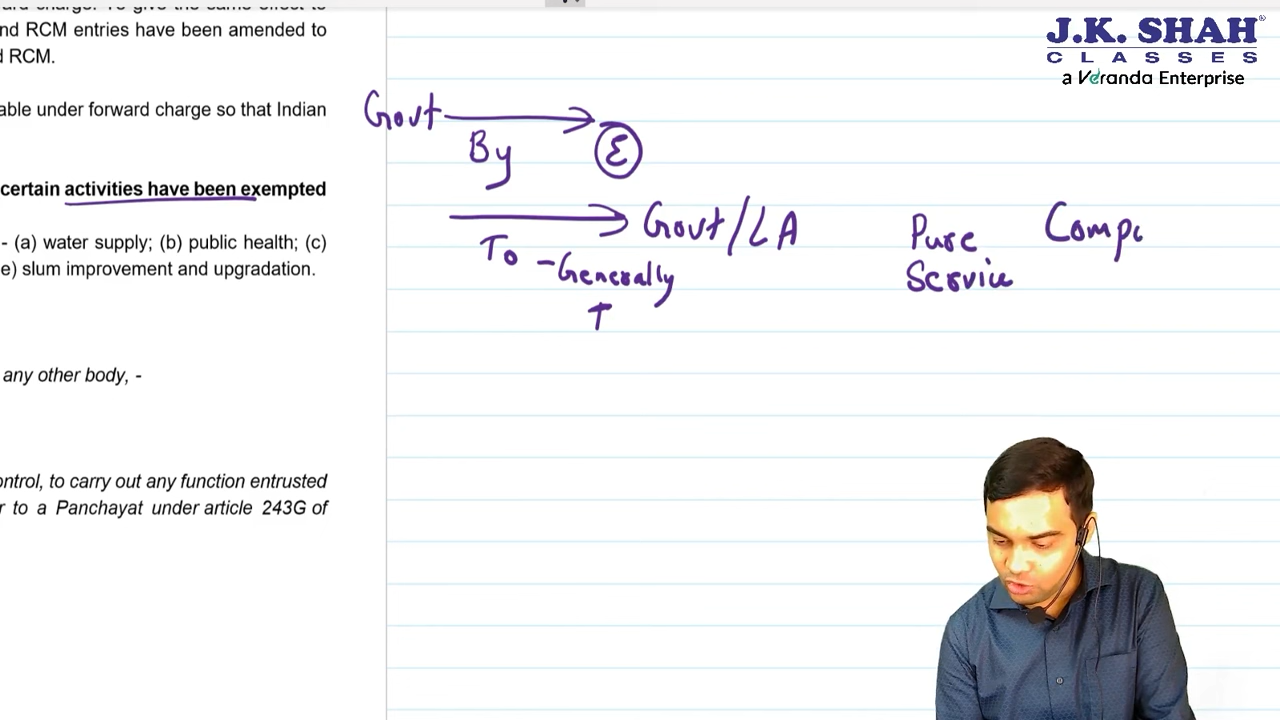 nd RCM entries have been amended to
RCM.
able under forward charge so that Indian
certain activities have been exempted
- (a) water supply; (b) public health; (c)
e) slum improvement and upgradation.
any other body, -
ontrol, to carry out any function entrusted
r to a Panchayat under article 243G of
J.K. SHAH
CLASSES
a Veranda Enterprise
Govt
By
E
To
Govt/LA
-Generally
T
Pure
Service
Compo